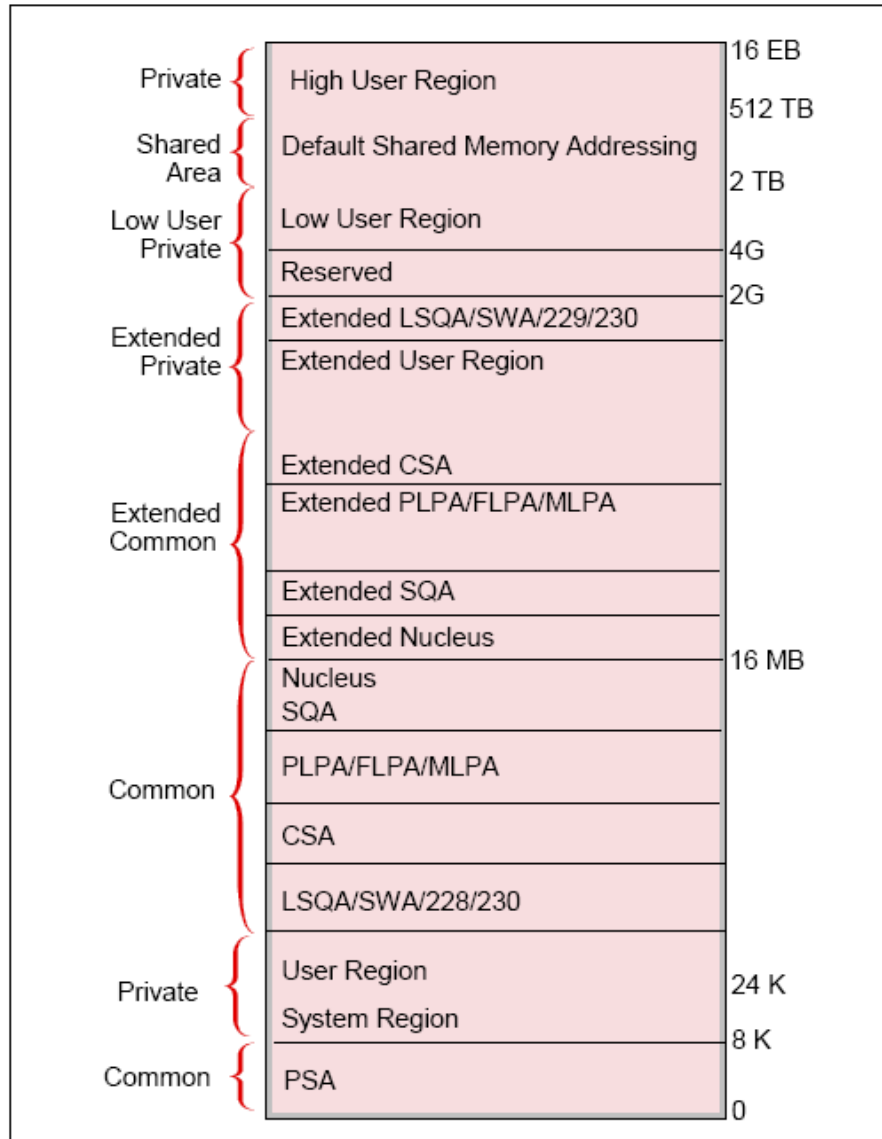 16 EB
Private
High User Region
512 TB
Shared
Area
Default Shared Memory Addressing
2 TB
Low User
Private
Low User Region
4G
Reserved
2G
Extended LSQA/SWA/229/230
Extended
Private
Extended User Region
Extended CSA
Extended PLPA/FLPA/MLPA
Extended
Common
Extended SQA
Extended Nucleus
16 MB
Nucleus
SQA
PLPA/FLPA/MLPA
Common
CSA
LSQA/SWA/228/230
User Region
24 K
Private
System Region
8 K
Common
PSA
0